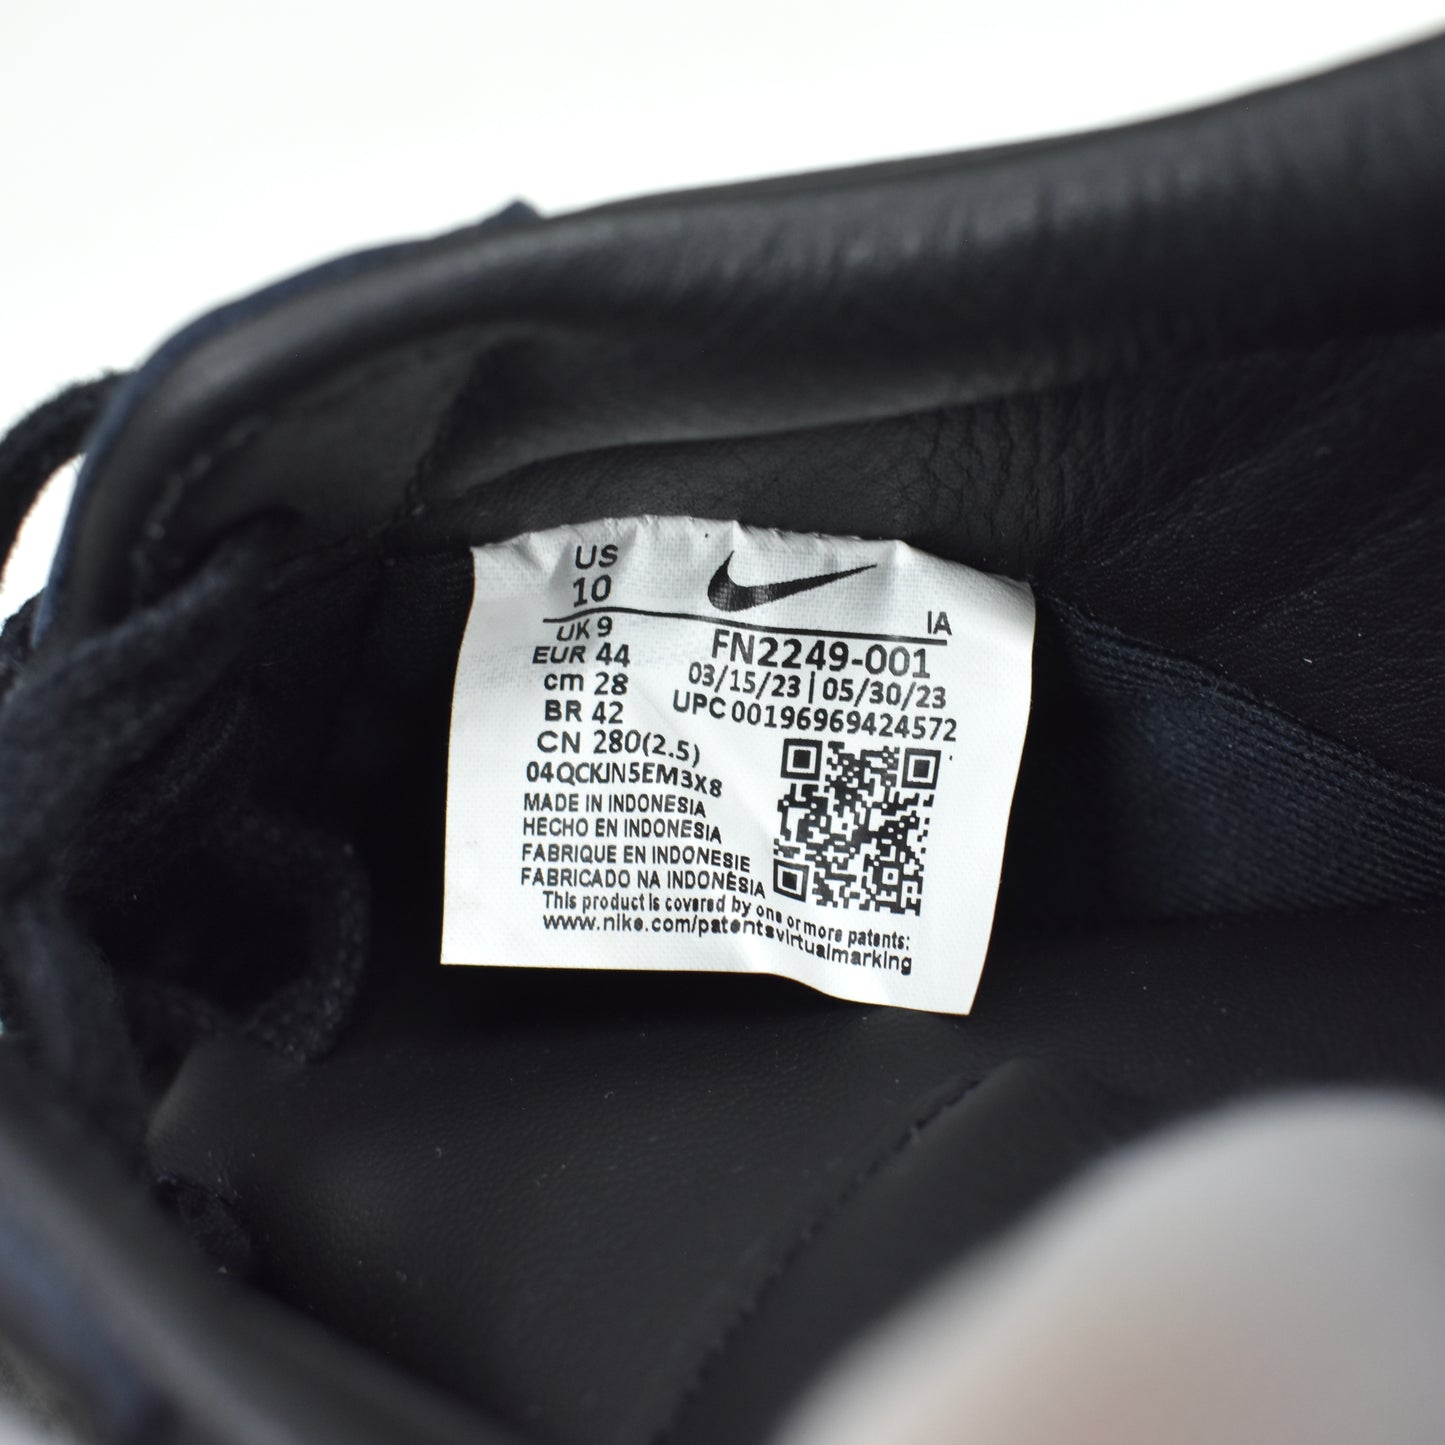 US
10
IA
UK 9
FN2249-001
EUR 44
03/15/23 | 05/30/23
cm 28
UPC 00196969424572
BR 42
CN 280(2.5)
04QCKJN5EM3X8
MADE IN INDONESIA
HECHO EN INDONESIA
FABRIQUE EN INDONESIE
FABRICADO NA INDONÉSIA
This product is covered by one or more patents:
www.nike.com/patentsvirtualmarking